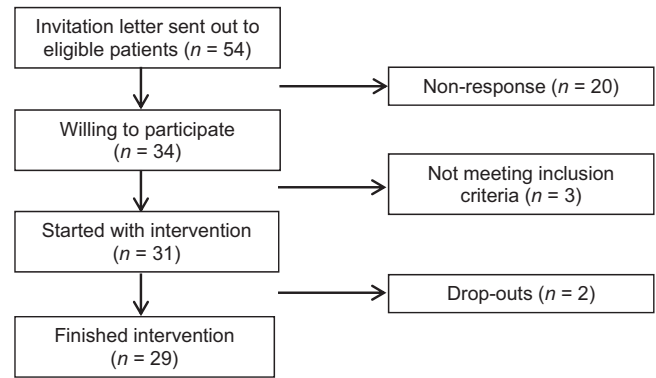 Invitation letter sent out to
eligible patients (n = 54)
Non-response (n = 20)
Willing to participate
(n = 34)
Not meeting inclusion
criteria (n = 3)
Started with intervention
(n = 31)
Drop-outs (n = 2)
Finished intervention
(n = 29)